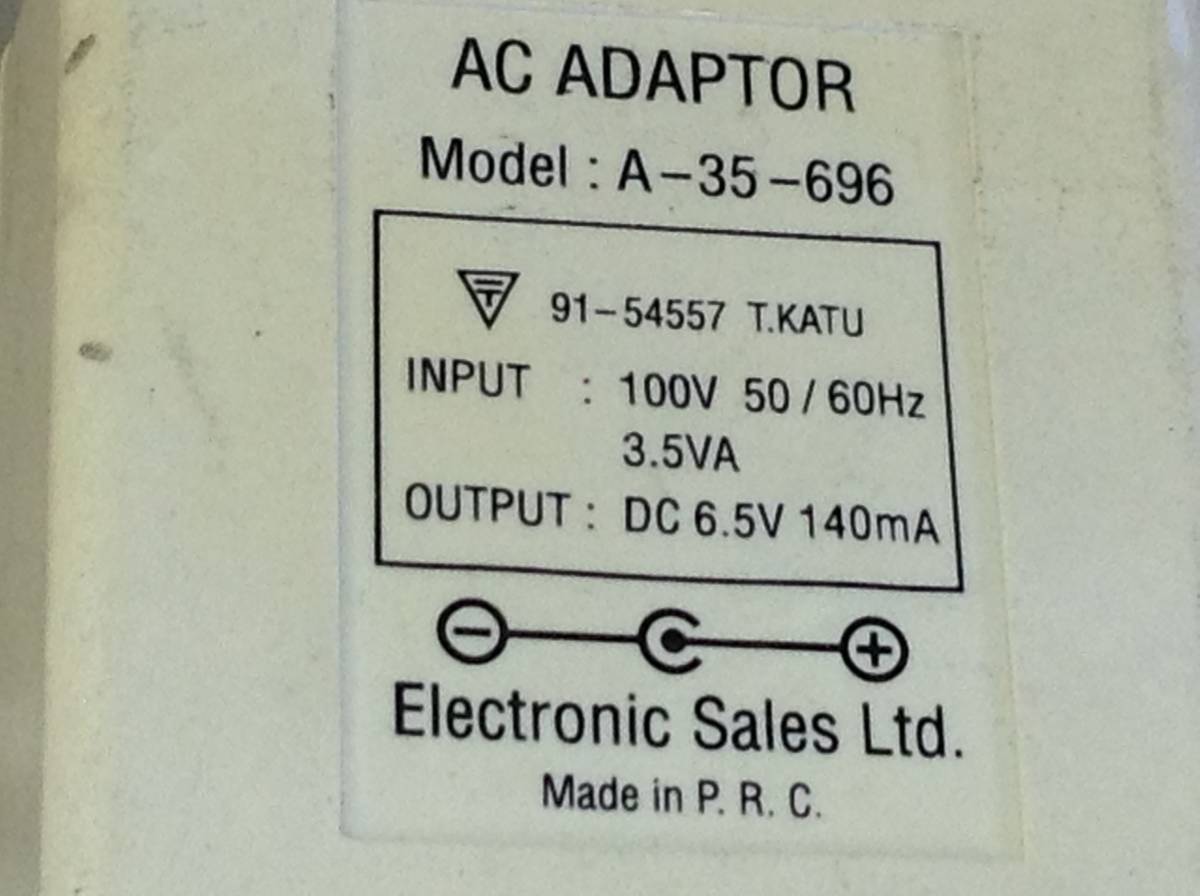 AC ADAPTOR
Model : A-35-696
91-54557 T.KATU
INPUT : 100V 50 / 60Hz
3.5VA
OUTPUT : DC 6.5V 140mA
Electronic Sales Ltd.
Made in P. R. C.